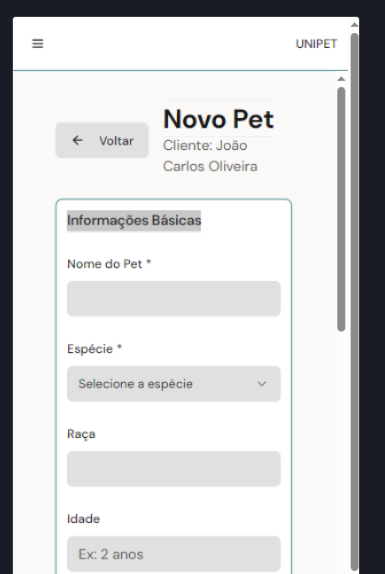 UNIPET
Novo Pet
Voltar
Cliente: João
Carlos Oliveira
Informações Básicas
Nome do Pet *
Espécie *
Selecione a espécie
Raça
Idade
Ex: 2 anos